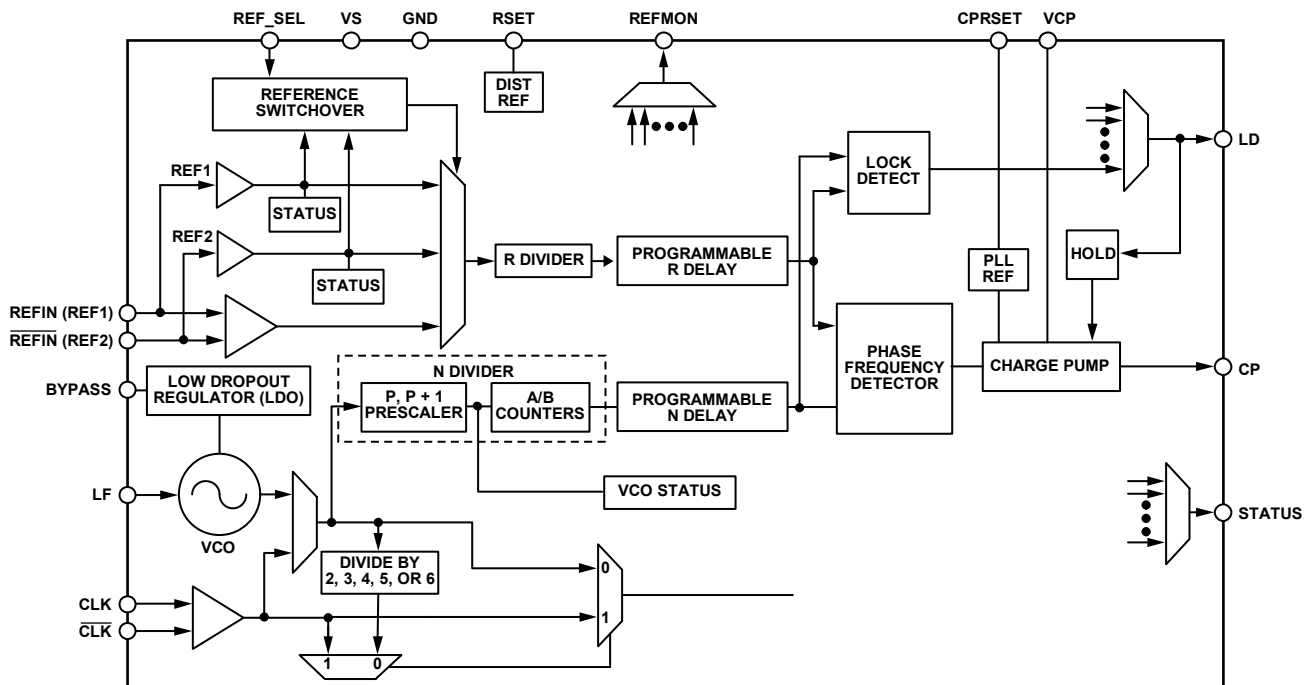 REF_SEL
VS
GND
RSET
REFMON
CPRSET
VCP
DIST
REF
REFERENCE
SWITCHOVER
LD
LOCK
DETECT
REF1
STATUS
REF2
STATUS
R DIVIDER
PROGRAMMABLE
R DELAY
PLL
REF
HOLD
REFIN (REF1)
REFIN (REF2)
PHASE
FREQUENCY
DETECTOR
CHARGE PUMP
CP
BYPASS
LOW DROPOUT
REGULATOR (LDO)
N DIVIDER
P, P + 1
PRESCALER
A/B
COUNTERS
PROGRAMMABLE
N DELAY
LF
VCO
VCO STATUS
STATUS
DIVIDE BY
2, 3, 4, 5, OR 6
0
1
CLK
CLK
1
0